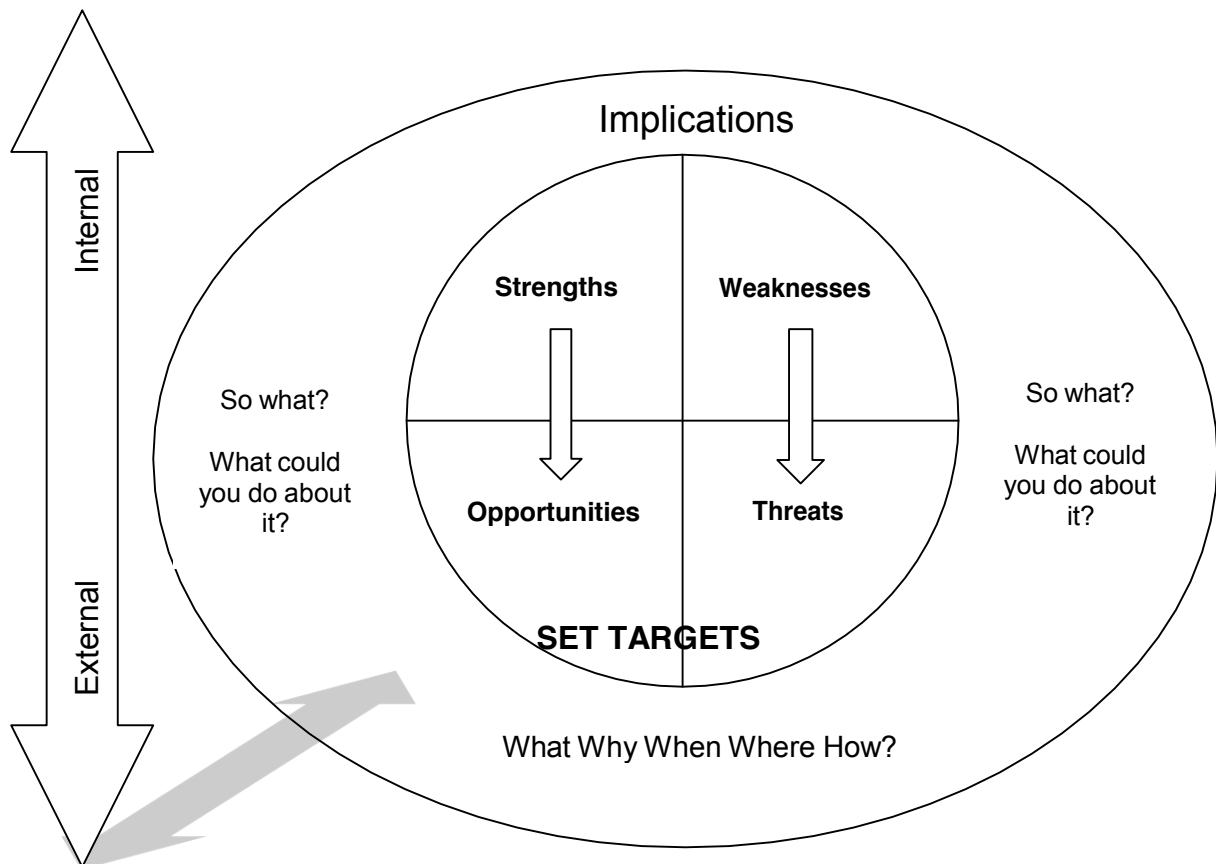 Implications
Internal
Strengths
Weaknesses
So what?
What could
you do about
it?
So what?
What could
you do about
it?
Opportunities
Threats
External
SET TARGETS
What Why When Where How?